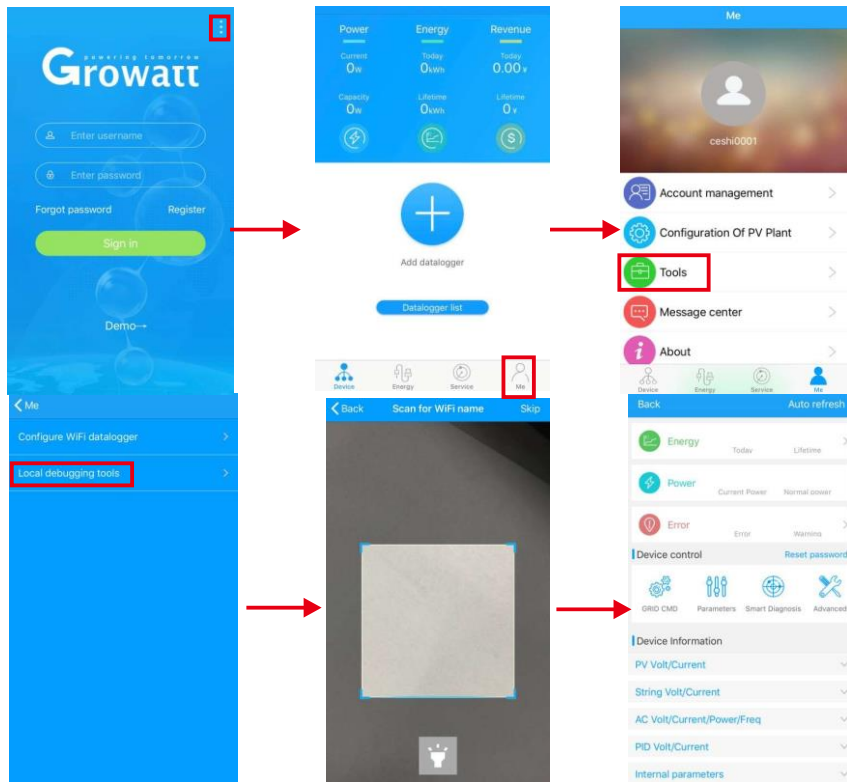 powering tomorrow
Growatt
Enter username
Enter password
Forgot password Register
Sign in
Demo→
Power Energy Revenue
Current Today Today
0w 0kWh 0.00¥
Capacity Lifetime Lifetime
0w 0kWh 0¥
Add datalogger
Datalogger list
Device Energy Service Me
Me
ceshi0001
Account management
Configuration Of PV Plant
Tools
Message center
About
Device Energy Service Me
Me
Configure WiFi datalogger
Local debugging tools
Back Scan for WiFi name Skip
Back Auto refresh
Energy
Today Lifetime
Power
Current Power Normal power
Error
Error Warning
Device control Reset password
GRID CMD Parameters Smart Diagnosis Advanced
Device Information
PV Volt/Current
String Volt/Current
AC Volt/Current/Power/Freq
PID Volt/Current
Internal parameters